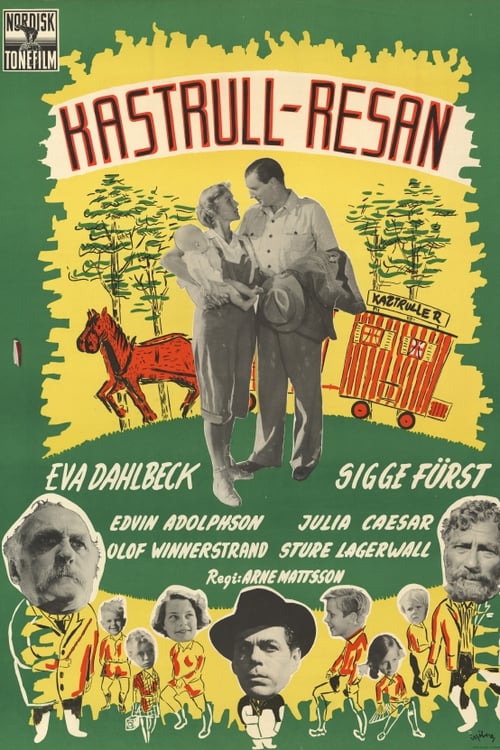 NORDISK
TONEFILM
KASTRULL-RESAN
KAZTRULLER
EVA DAHLBECK SIGGE FÜRST
EDVIN ADOLPHSON JULIA CAESAR
OLOF WINNERSTRAND STURE LAGERWALL
Regi: ARNE MATTSSON